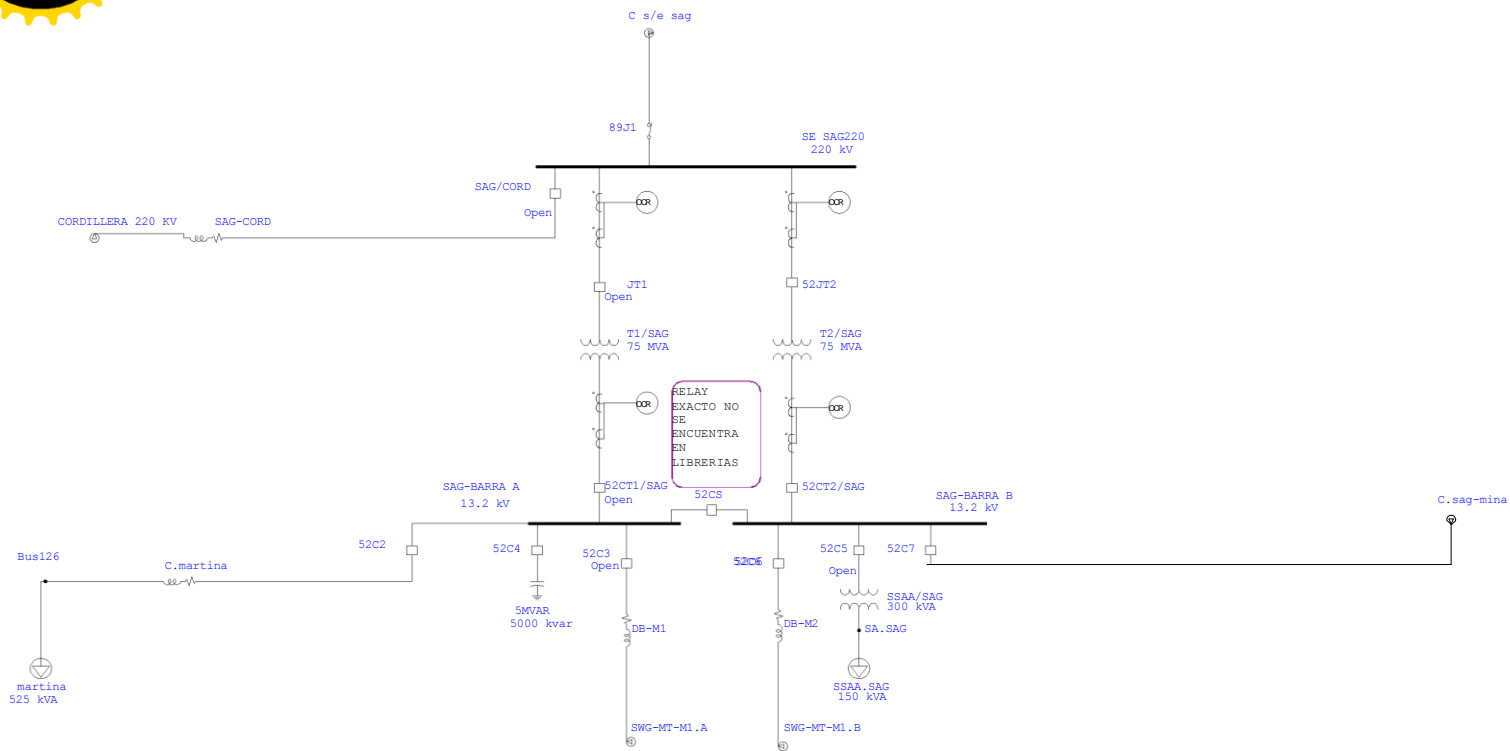 C s/e sag
89J1
SE SAG220
220 kV
SAG/CORD
Open
OCR
OCR
CORDILLERA 220 KV
SAG-CORD
JT1
Open
52JT2
T1/SAG
75 MVA
T2/SAG
75 MVA
RELAY
EXACTO NO
SE
ENCUENTRA
EN
LIBRERIAS
OCR
OCR
SAG-BARRA A
13.2 kV
52CT1/SAG
Open
52CS
52CT2/SAG
SAG-BARRA B
13.2 kV
C.sag-mina
Bus126
C.martina
52C2
52C4
52C3
Open
52C6
52C5
Open
52C7
5MVAR
5000 kvar
DB-M1
DB-M2
SSAA/SAG
300 kVA
SA.SAG
martina
525 kVA
SSAA.SAG
150 kVA
SWG-MT-M1.A
SWG-MT-M1.B